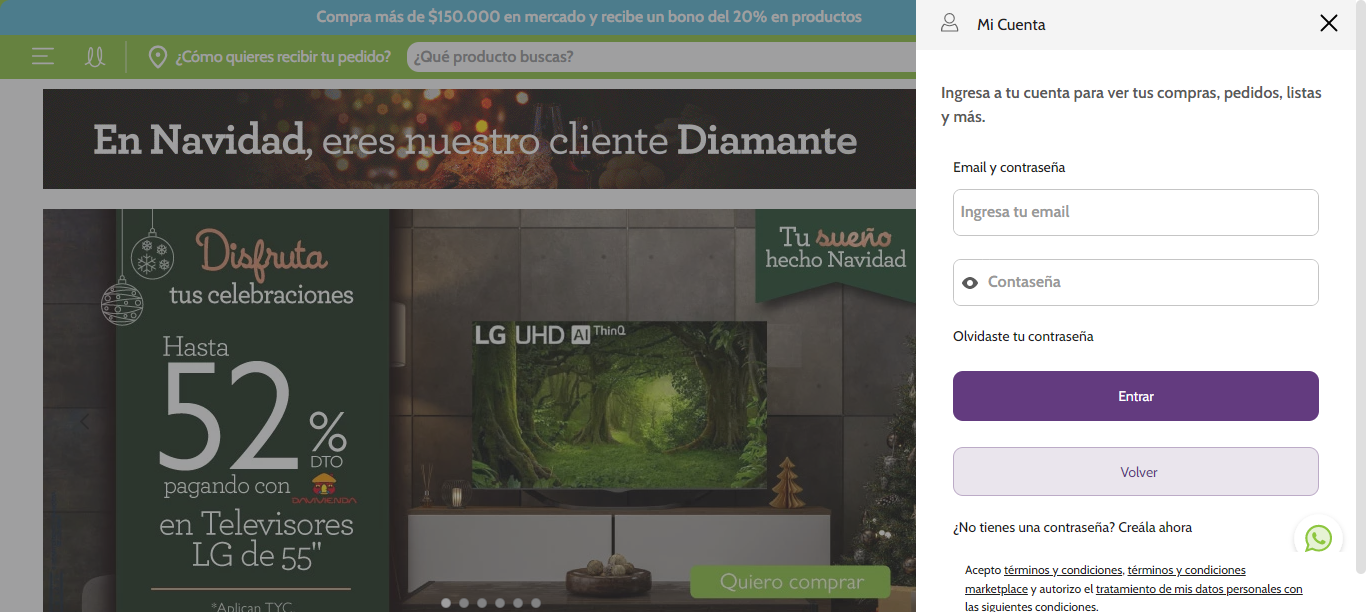 Compra más de $150.000 en mercado y recibe un bono del 20% en productos
¿Cómo quieres recibir tu pedido?
¿Qué producto buscas?
En Navidad, eres nuestro cliente Diamante
Disfruta
tus celebraciones
Hasta
52%
DTO
pagando con
DAVIVIENDA
en Televisores
LG de 55"
*Aplican TYC
Tu sueño
hecho Navidad
LG UHD AI ThinQ
Quiero comprar
Mi Cuenta
Ingresa a tu cuenta para ver tus compras, pedidos, listas
y más.
Email y contraseña
Ingresa tu email
Contaseña
Olvidaste tu contraseña
Entrar
Volver
¿No tienes una contraseña? Creála ahora
Acepto términos y condiciones, términos y condiciones
marketplace y autorizo el tratamiento de mis datos personales con
las siguientes condiciones.